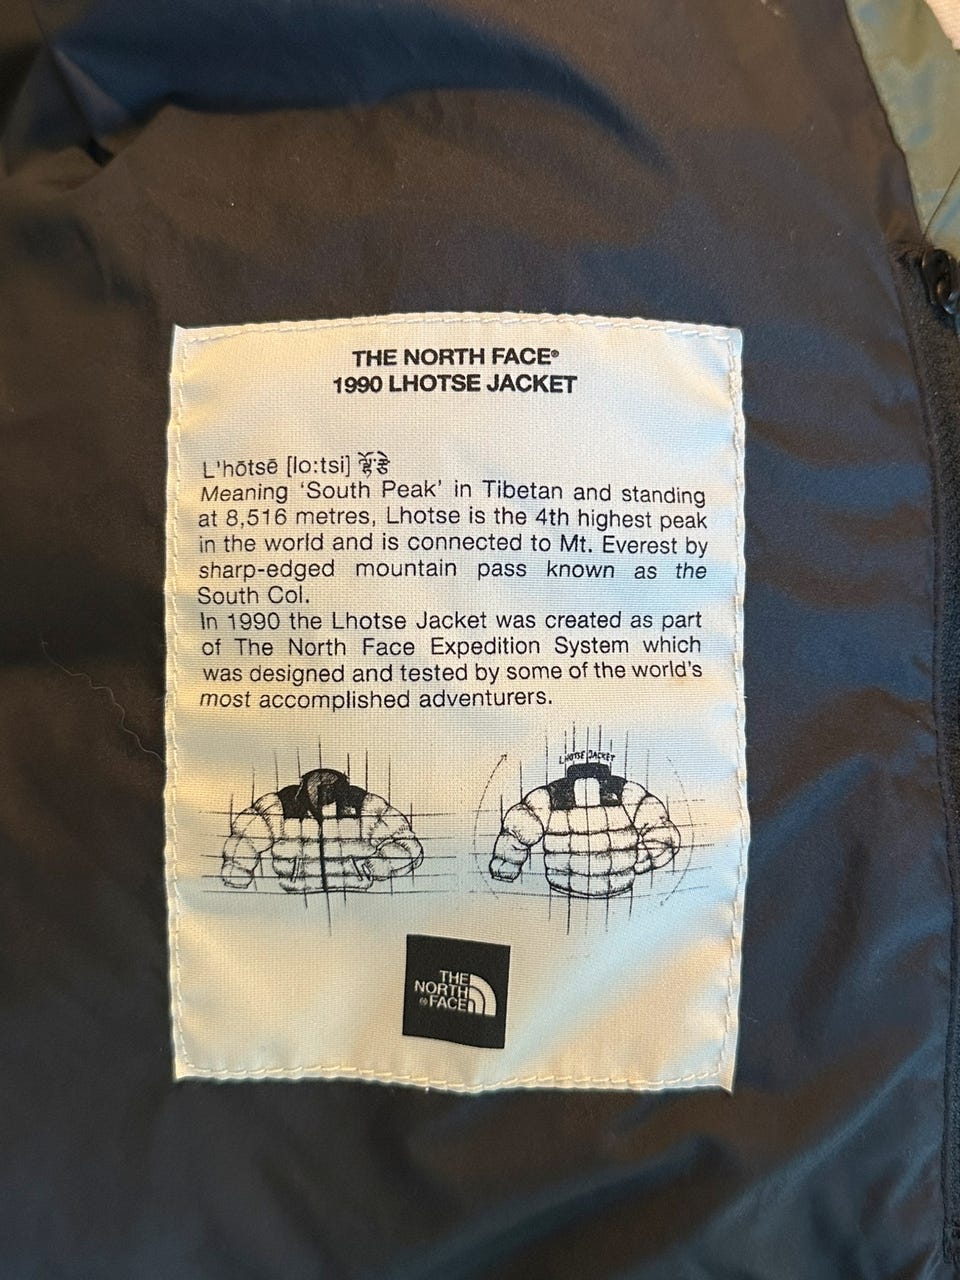 THE NORTH FACE®
1990 LHOTSE JACKET
L'hōtsē [lo:tsi]
Meaning 'South Peak' in Tibetan and standing
at 8,516 metres, Lhotse is the 4th highest peak
in the world and is connected to Mt. Everest by
sharp-edged mountain pass known as the
South Col.
In 1990 the Lhotse Jacket was created as part
of The North Face Expedition System which
was designed and tested by some of the world's
most accomplished adventurers.
LHOTSE JACKET
THE
NORTH
FACE